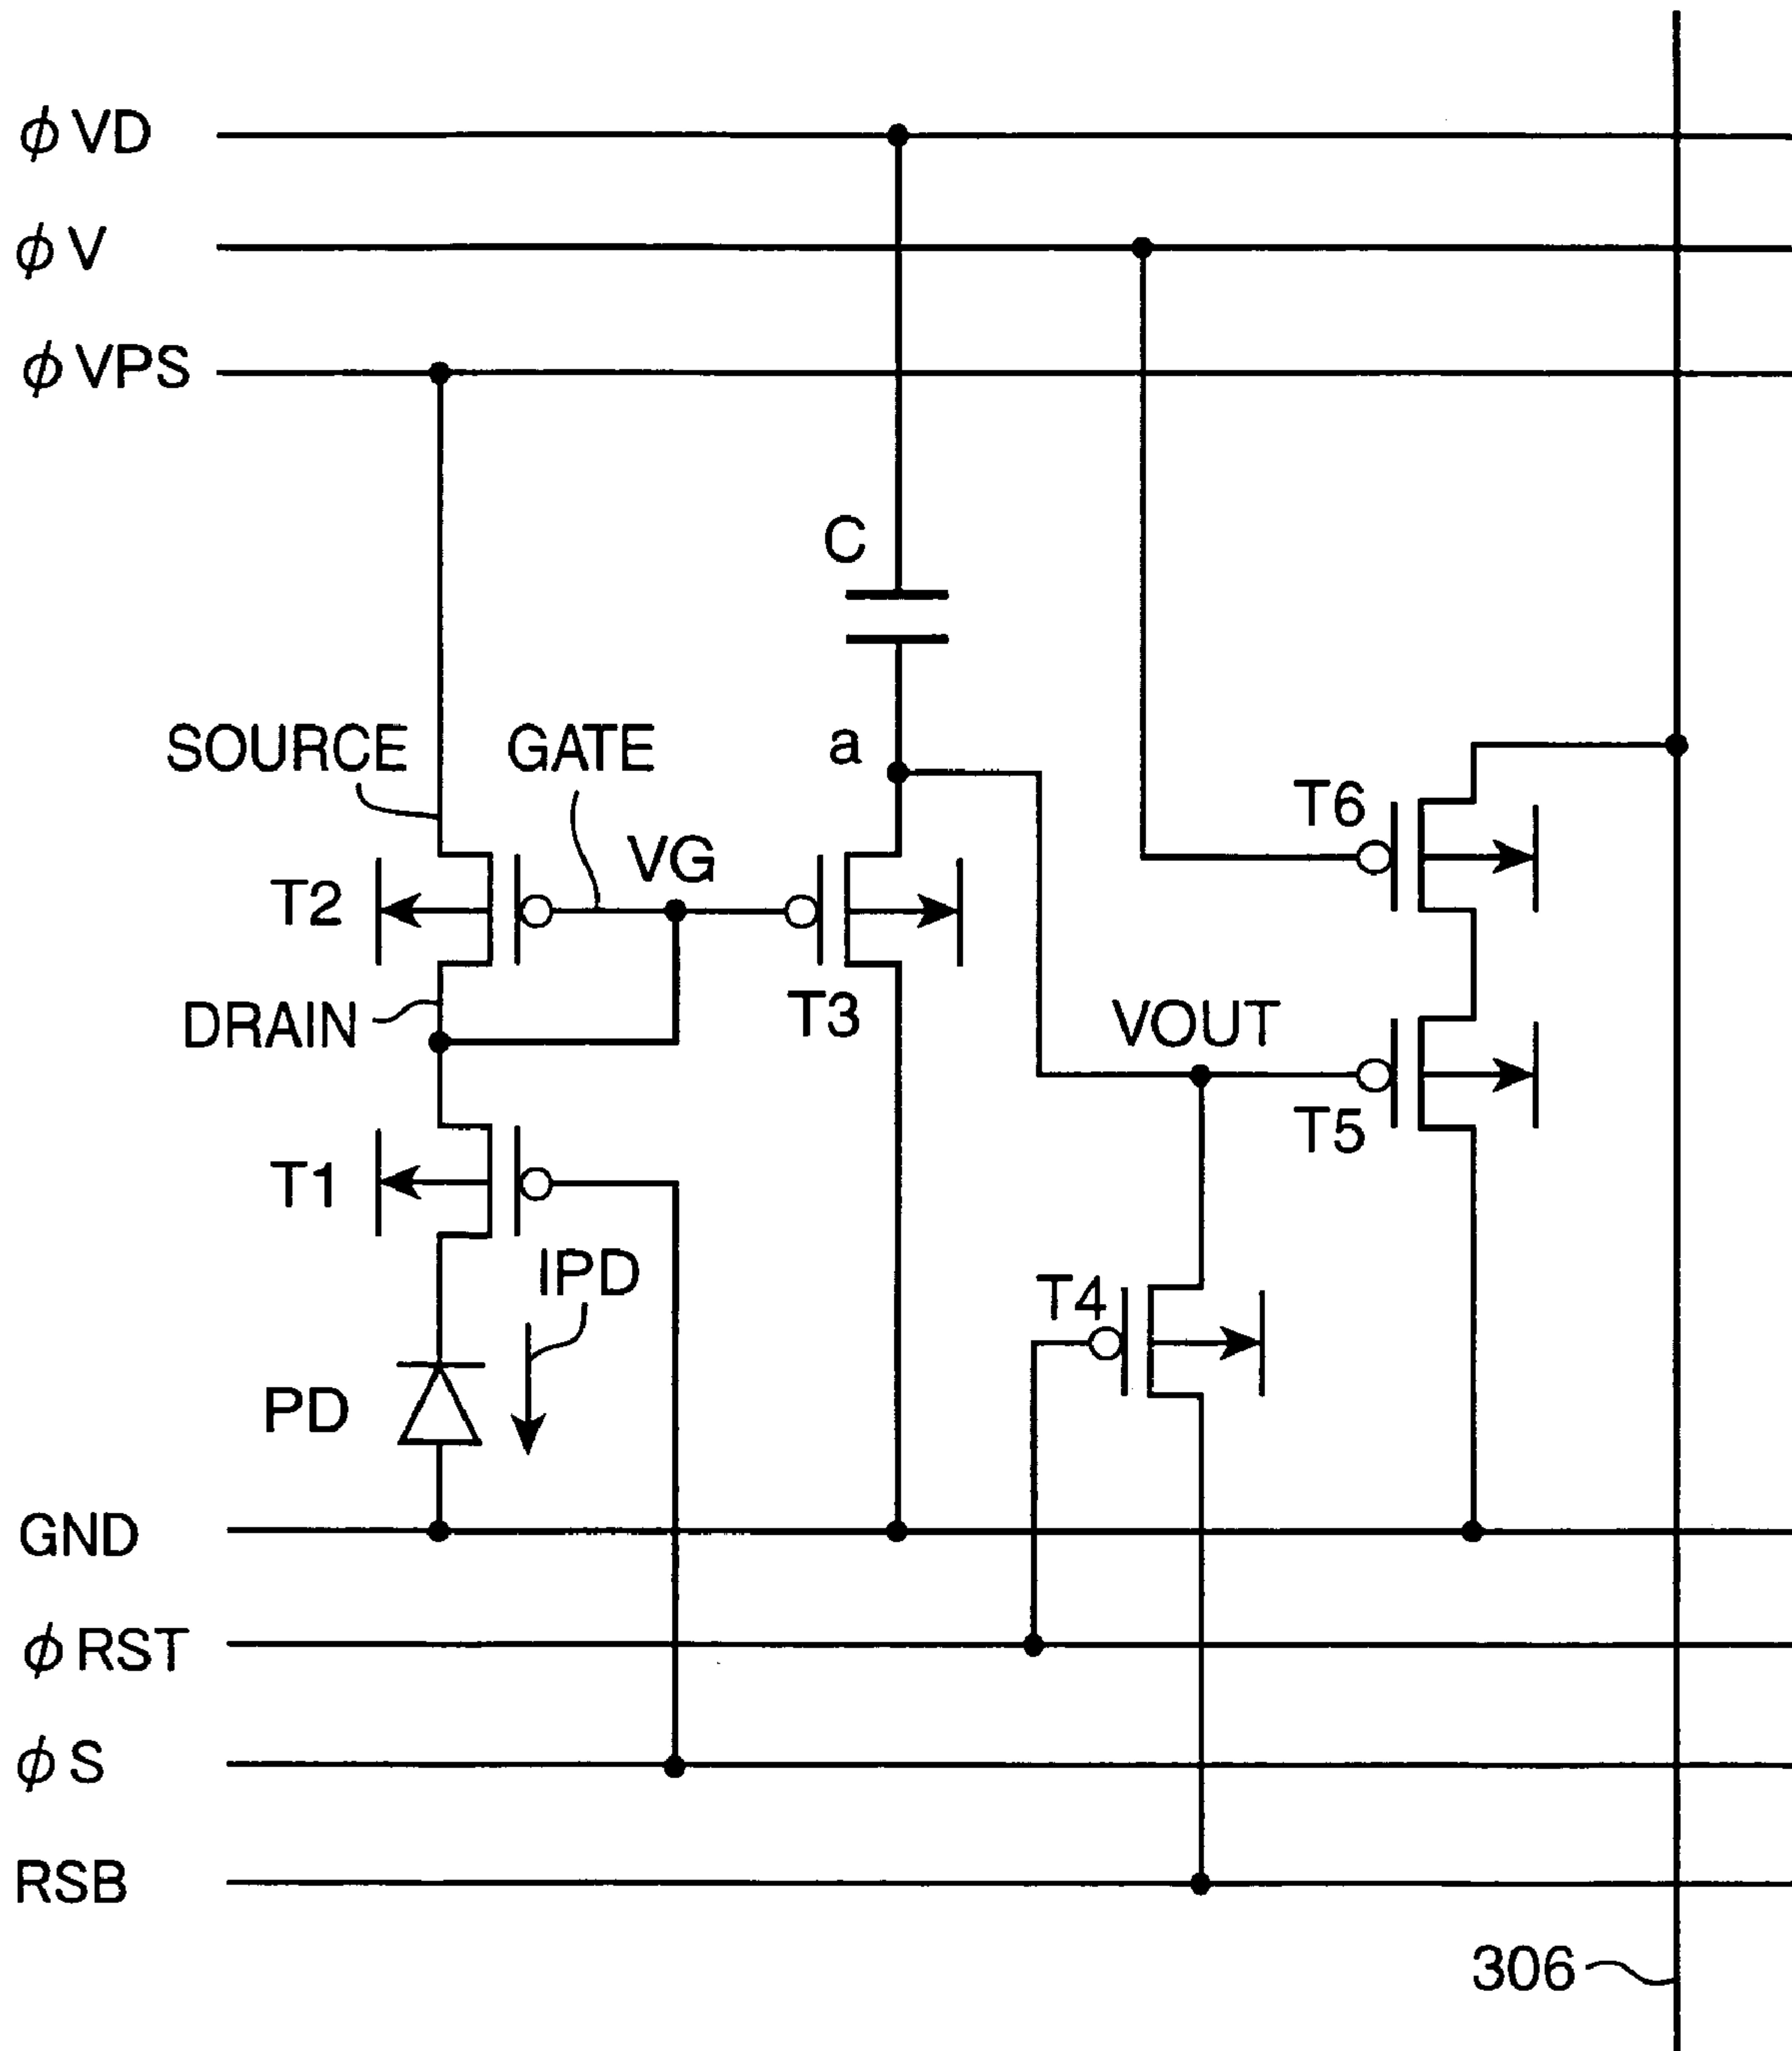 ϕVD
ϕV
ϕVPS
C
SOURCE
GATE
a
VG
T6
T2
T3
DRAIN
VOUT
T5
T1
IPD
T4
PD
GND
ϕRST
ϕS
RSB
306